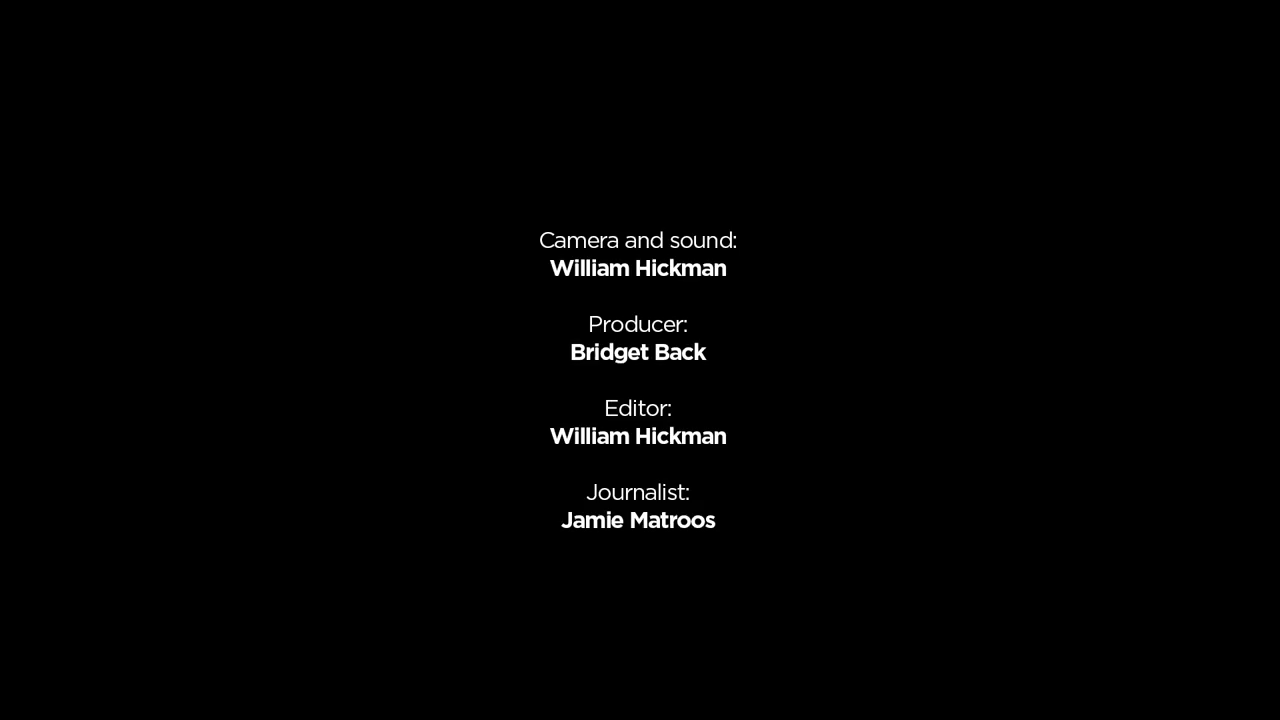 Camera and sound:
William Hickman
Producer:
Bridget Back
Editor:
William Hickman
Journalist:
Jamie Matroos